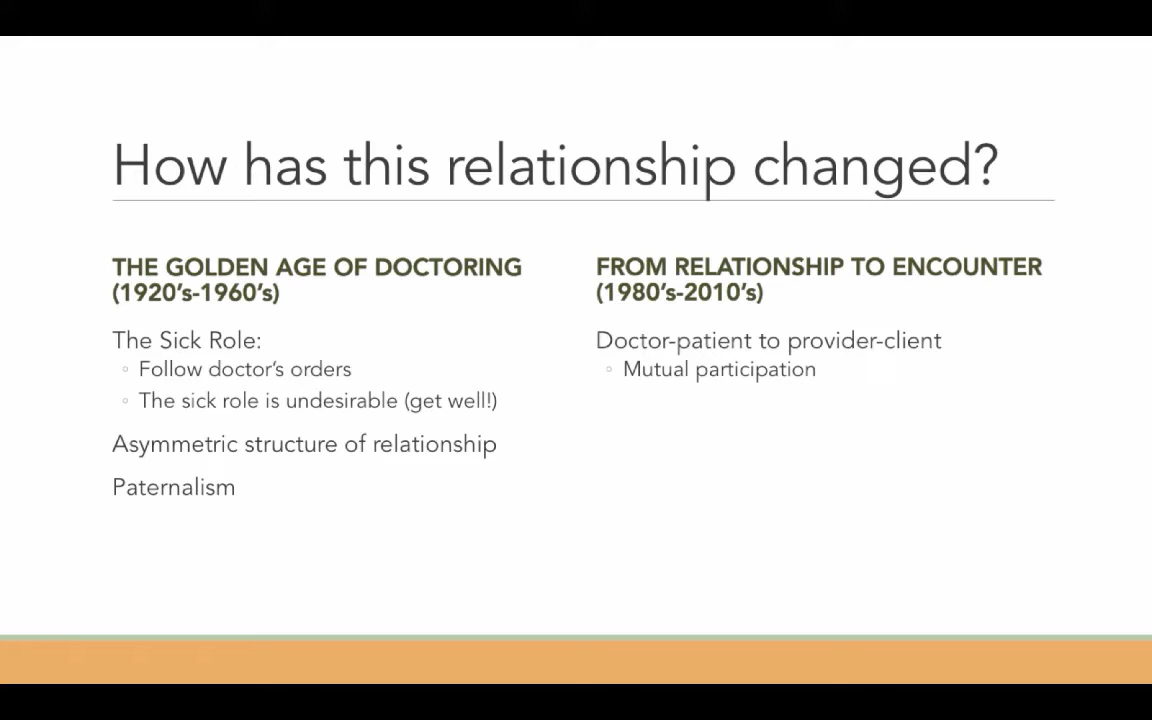 How has this relationship changed?
THE GOLDEN AGE OF DOCTORING
(1920's-1960's)
The Sick Role:
◦ Follow doctor's orders
◦ The sick role is undesirable (get well!)
Asymmetric structure of relationship
Paternalism
FROM RELATIONSHIP TO ENCOUNTER
(1980's-2010's)
Doctor-patient to provider-client
◦ Mutual participation